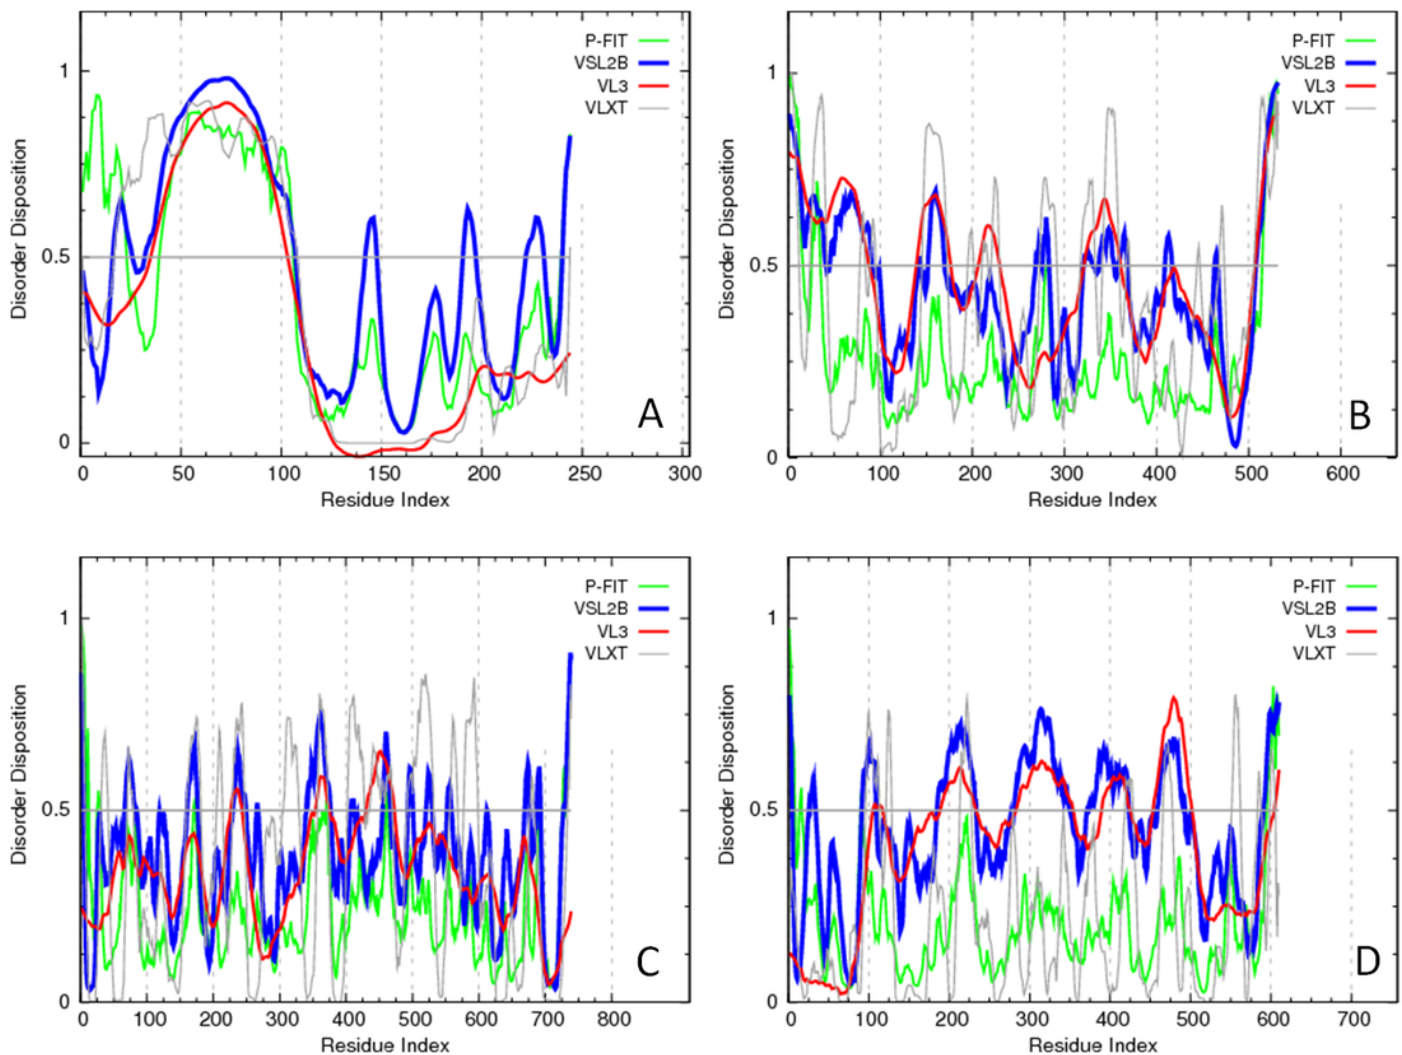 P-FIT
VSL2B
VL3
VLXT
1
0.5
0
Disorder Disposition
0 50 100 150 200 250 300
Residue Index
A
P-FIT
VSL2B
VL3
VLXT
1
0.5
0
Disorder Disposition
0 100 200 300 400 500 600
Residue Index
B
P-FIT
VSL2B
VL3
VLXT
1
0.5
0
Disorder Disposition
0 100 200 300 400 500 600 700 800
Residue Index
C
P-FIT
VSL2B
VL3
VLXT
1
0.5
0
Disorder Disposition
0 100 200 300 400 500 600 700
Residue Index
D